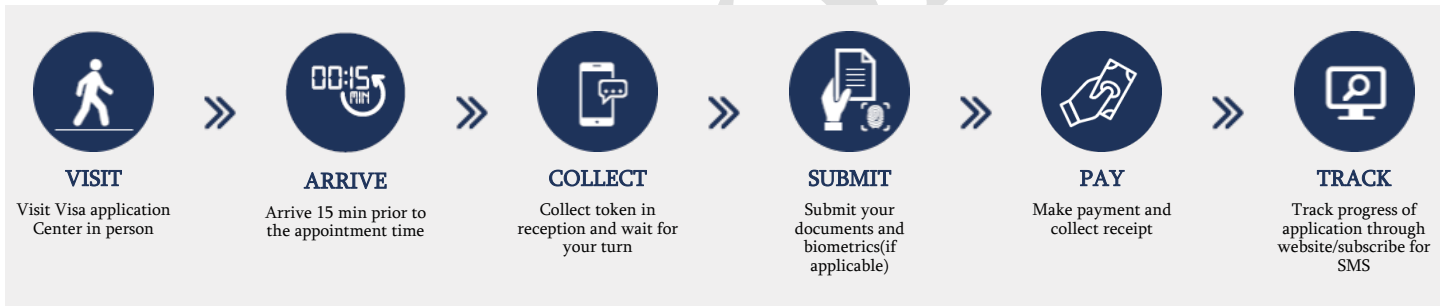 00:15
MIN
VISIT
Visit Visa application
Center in person
ARRIVE
Arrive 15 min prior to
the appointment time
COLLECT
Collect token in
reception and wait for
your turn
SUBMIT
Submit your
documents and
biometrics(if
applicable)
PAY
Make payment and
collect receipt
TRACK
Track progress of
application through
website/subscribe for
SMS